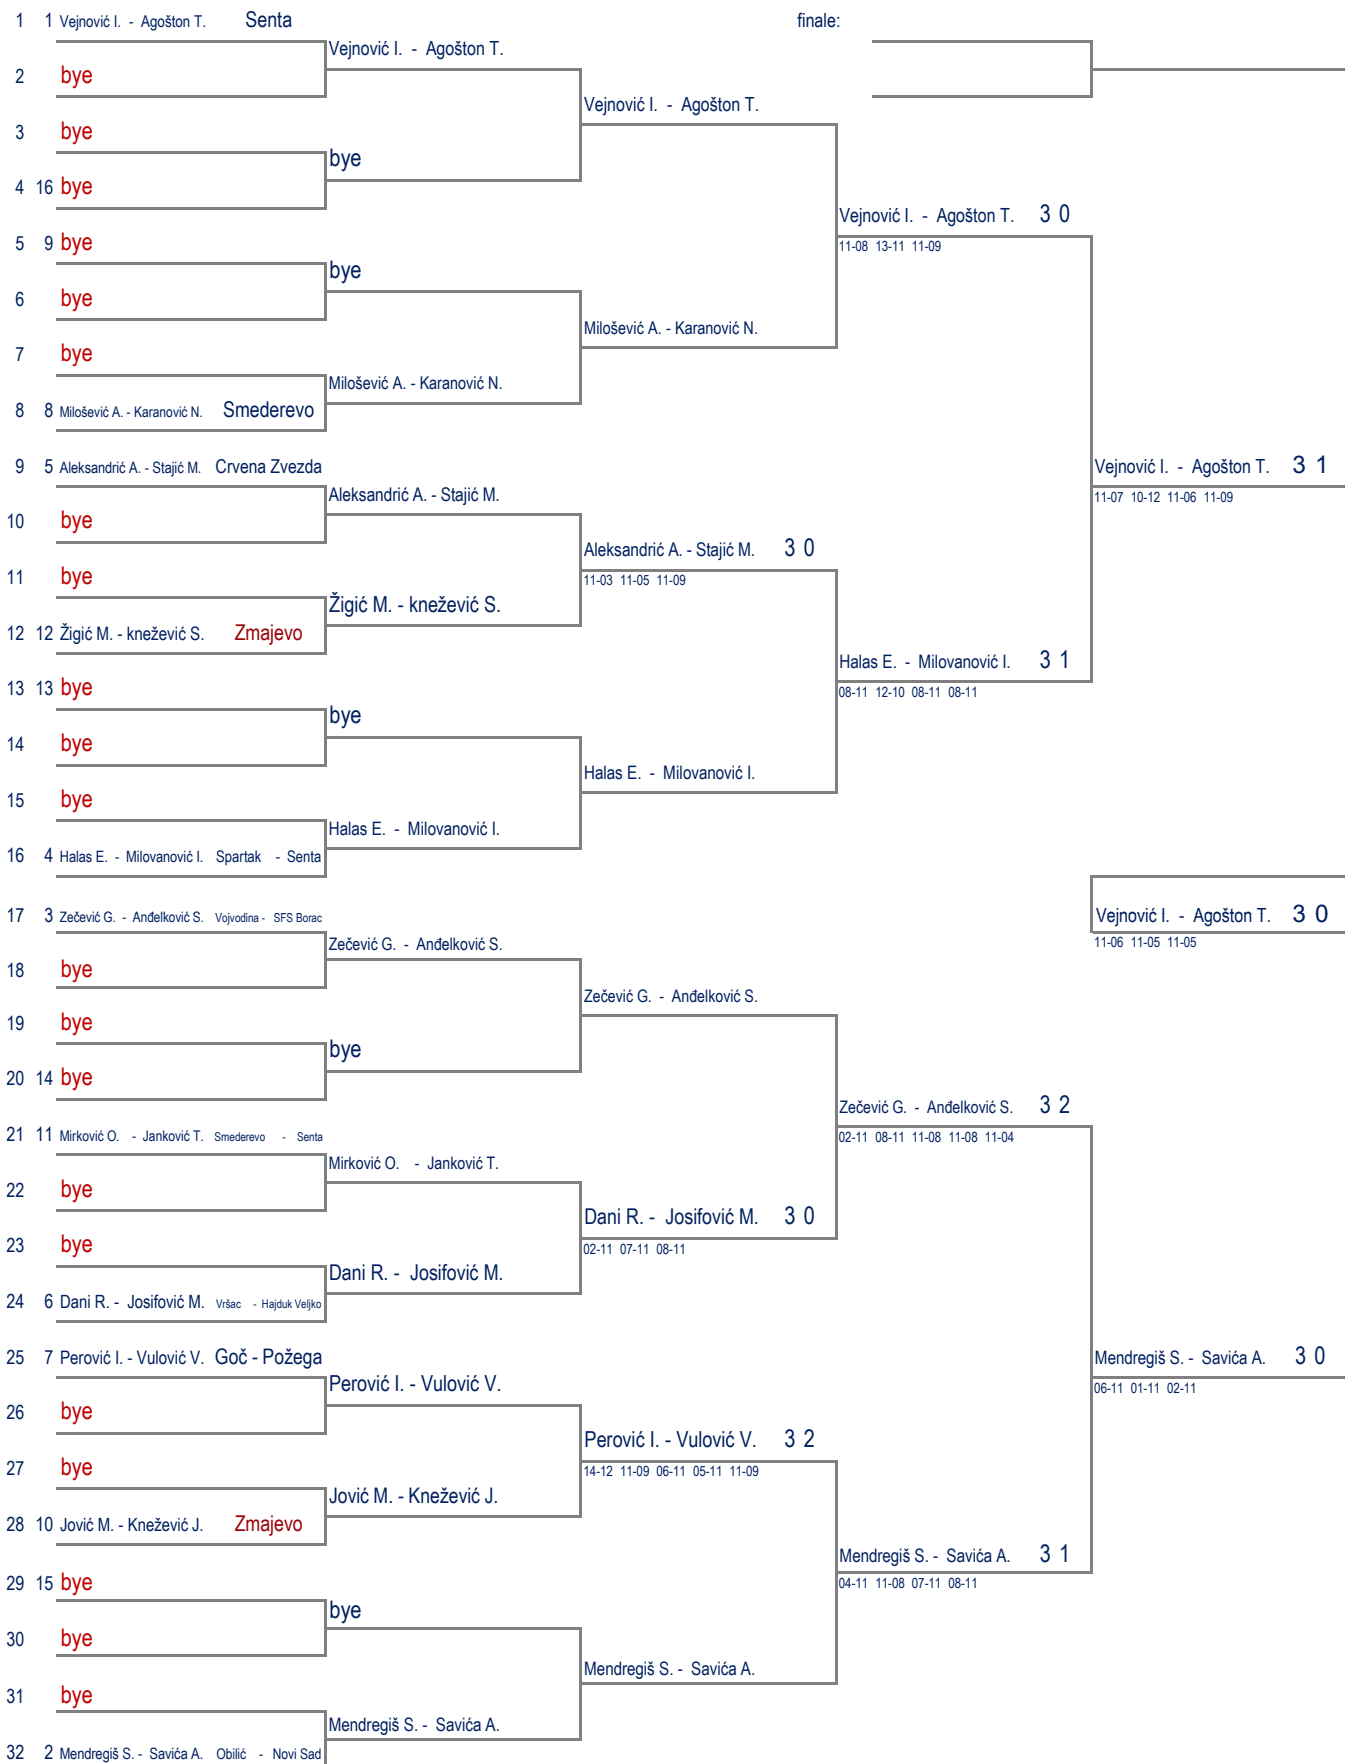 1 1 Vejnović I. - Agošton T. Senta finale:
Vejnović I. - Agošton T.
2 bye
Vejnović I. - Agošton T.
3 bye
bye
4 16 bye
Vejnović I. - Agošton T. 3 0
5 9 bye
11-08 13-11 11-09
bye
6 bye
Milošević A. - Karanović N.
7 bye
Milošević A. - Karanović N.
8 8 Milošević A. - Karanović N. Smederevo
9 5 Aleksandrić A. - Stajić M. Crvena Zvezda
Vejnović I. - Agošton T. 3 1
Aleksandrić A. - Stajić M.
11-07 10-12 11-06 11-09
10 bye
Aleksandrić A. - Stajić M. 3 0
11 bye
11-03 11-05 11-09
Žigić M. - knežević S.
12 12 Žigić M. - knežević S. Zmajevo
Halas E. - Milovanović I. 3 1
13 13 bye
08-11 12-10 08-11 08-11
bye
14 bye
Halas E. - Milovanović I.
15 bye
Halas E. - Milovanović I.
16 4 Halas E. - Milovanović I. Spartak - Senta
17 3 Zečević G. - Anđelković S. Vojvodina - SFS Borac
Vejnović I. - Agošton T. 3 0
Zečević G. - Anđelković S.
11-06 11-05 11-05
18 bye
Zečević G. - Anđelković S.
19 bye
bye
20 14 bye
Zečević G. - Anđelković S. 3 2
21 11 Mirković O. - Janković T. Smederevo - Senta
02-11 08-11 11-08 11-08 11-04
Mirković O. - Janković T.
22 bye
Dani R. - Josifović M. 3 0
23 bye
02-11 07-11 08-11
Dani R. - Josifović M.
24 6 Dani R. - Josifović M. Vršac - Hajduk Veljko
25 7 Perović I. - Vulović V. Goč - Požega
Mendregiš S. - Savića A. 3 0
Perović I. - Vulović V.
06-11 01-11 02-11
26 bye
Perović I. - Vulović V. 3 2
27 bye
14-12 11-09 06-11 05-11 11-09
Jović M. - Knežević J.
28 10 Jović M. - Knežević J. Zmajevo
Mendregiš S. - Savića A. 3 1
29 15 bye
04-11 11-08 07-11 08-11
bye
30 bye
Mendregiš S. - Savića A.
31 bye
Mendregiš S. - Savića A.
32 2 Mendregiš S. - Savića A. Obilić - Novi Sad